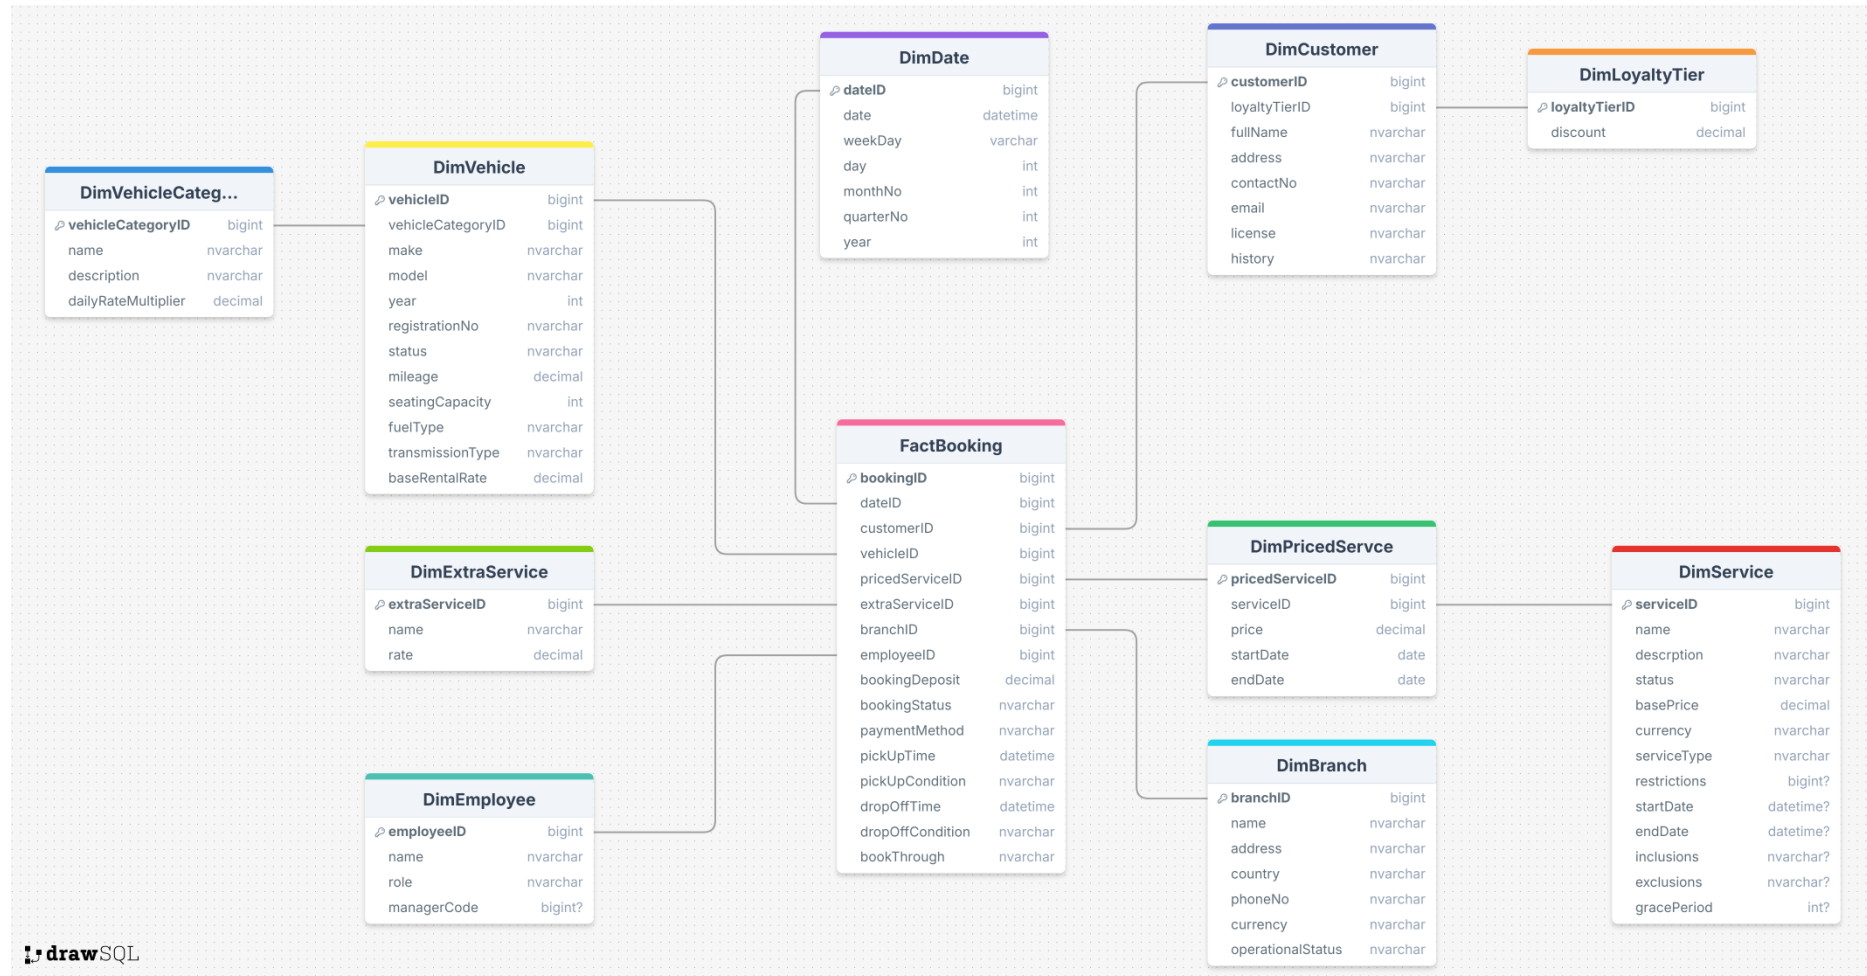 DimVehicleCateg...
vehicleCategoryID bigint
name nvarchar
description nvarchar
dailyRateMultiplier decimal
DimVehicle
vehicleID bigint
vehicleCategoryID bigint
make nvarchar
model nvarchar
year int
registrationNo nvarchar
status nvarchar
mileage decimal
seatingCapacity int
fuelType nvarchar
transmissionType nvarchar
baseRentalRate decimal
DimExtraService
extraServiceID bigint
name nvarchar
rate decimal
DimEmployee
employeeID bigint
name nvarchar
role nvarchar
managerCode bigint?
DimDate
dateID bigint
date datetime
weekDay varchar
day int
monthNo int
quarterNo int
year int
FactBooking
bookingID bigint
dateID bigint
customerID bigint
vehicleID bigint
pricedServiceID bigint
extraServiceID bigint
branchID bigint
employeeID bigint
bookingDeposit decimal
bookingStatus nvarchar
paymentMethod nvarchar
pickUpTime datetime
pickUpCondition nvarchar
dropOffTime datetime
dropOffCondition nvarchar
bookThrough nvarchar
DimCustomer
customerID bigint
loyaltyTierID bigint
fullName nvarchar
address nvarchar
contactNo nvarchar
email nvarchar
license nvarchar
history nvarchar
DimLoyaltyTier
loyaltyTierID bigint
discount decimal
DimPricedServce
pricedServiceID bigint
serviceID bigint
price decimal
startDate date
endDate date
DimBranch
branchID bigint
name nvarchar
address nvarchar
country nvarchar
phoneNo nvarchar
currency nvarchar
operationalStatus nvarchar
DimService
serviceID bigint
name nvarchar
descrption nvarchar
status nvarchar
basePrice decimal
currency nvarchar
serviceType nvarchar
restrictions bigint?
startDate datetime?
endDate datetime?
inclusions nvarchar?
exclusions nvarchar?
gracePeriod int?
drawSQL